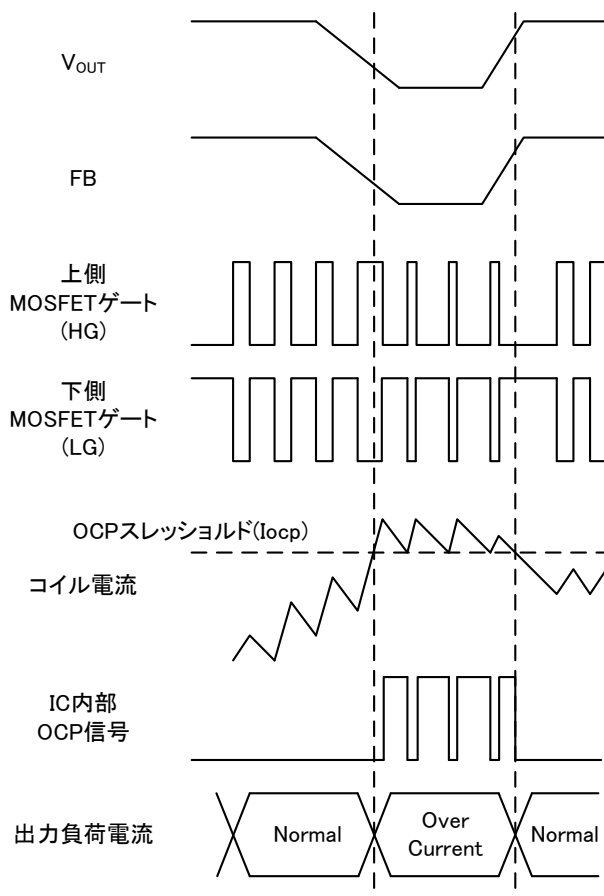 VOUT
FB
上側
MOSFETゲート
(HG)
下側
MOSFETゲート
(LG)
OCPスレッショルド(Iocp)
コイル電流
IC内部
OCP信号
出力負荷電流
Normal
Over
Current
Normal